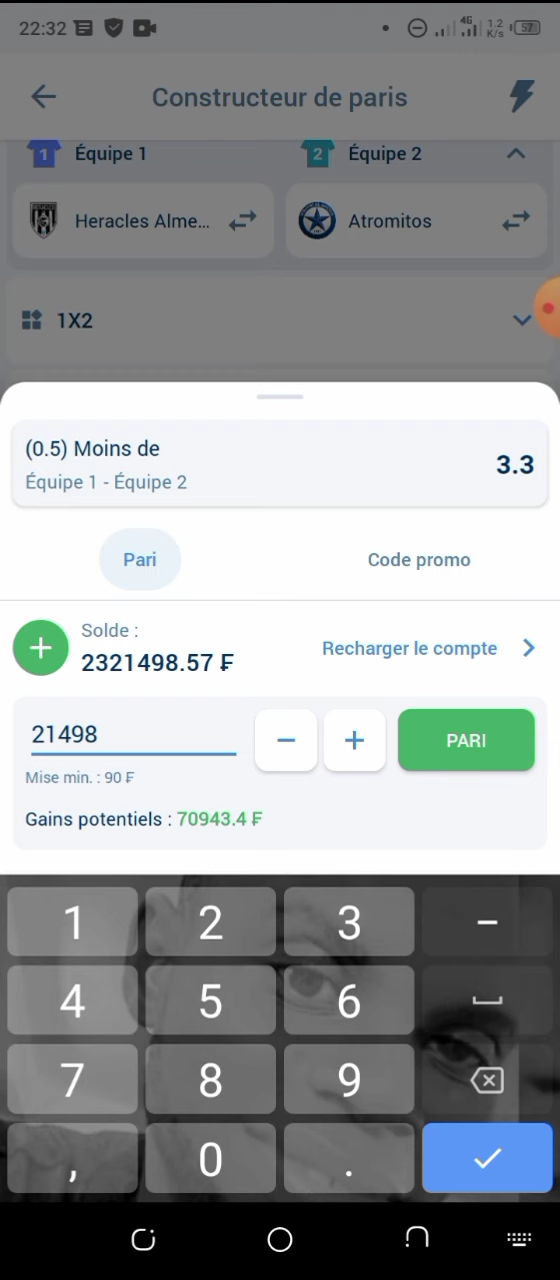 22:32
4G
1.2
K/s
57
Constructeur de paris
1 Équipe 1
2 Équipe 2
Heracles Alme...
Atromitos
1X2
(0.5) Moins de
3.3
Équipe 1 - Équipe 2
Pari
Code promo
Solde :
2321498.57 ₣
Recharger le compte
21498
− +
PARI
Mise min. : 90 ₣
Gains potentiels : 70943.4 ₣
1 2 3 −
4 5 6
7 8 9
, 0 .